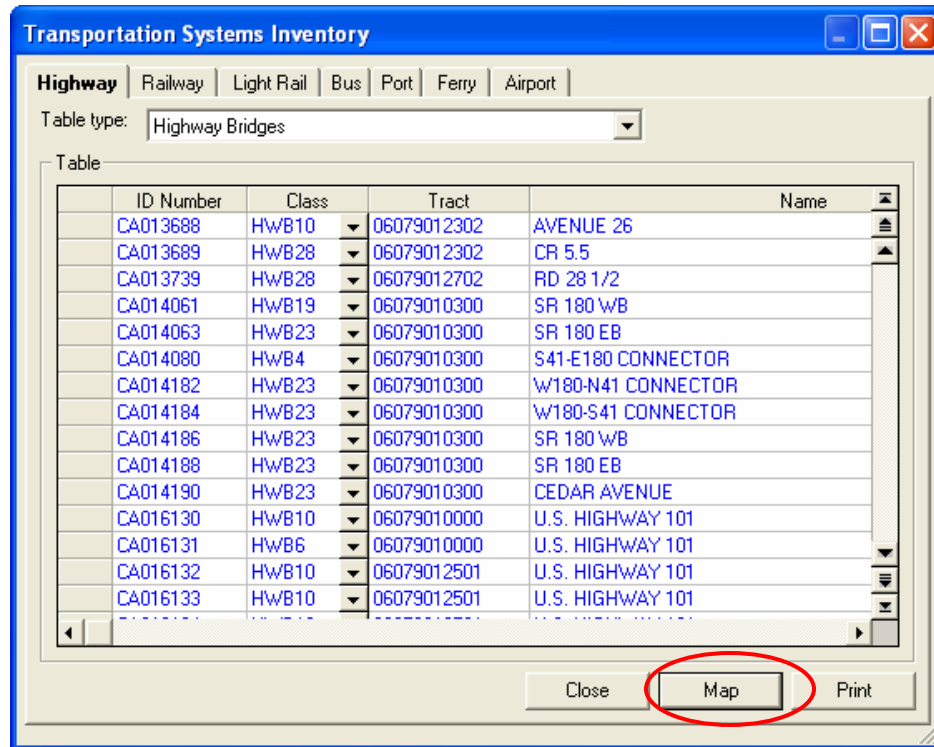 Transportation Systems Inventory
Highway Railway Light Rail Bus Port Ferry Airport
Table type: Highway Bridges
Table
ID Number Class Tract Name
CA013688 HWB10 06079012302 AVENUE 26
CA013689 HWB28 06079012302 CR 5.5
CA013739 HWB28 06079012702 RD 28 1/2
CA014061 HWB19 06079010300 SR 180 WB
CA014063 HWB23 06079010300 SR 180 EB
CA014080 HWB4 06079010300 S41-E180 CONNECTOR
CA014182 HWB23 06079010300 W180-N41 CONNECTOR
CA014184 HWB23 06079010300 W180-S41 CONNECTOR
CA014186 HWB23 06079010300 SR 180 WB
CA014188 HWB23 06079010300 SR 180 EB
CA014190 HWB23 06079010300 CEDAR AVENUE
CA016130 HWB10 06079010000 U.S. HIGHWAY 101
CA016131 HWB6 06079010000 U.S. HIGHWAY 101
CA016132 HWB10 06079012501 U.S. HIGHWAY 101
CA016133 HWB10 06079012501 U.S. HIGHWAY 101
Close Map Print